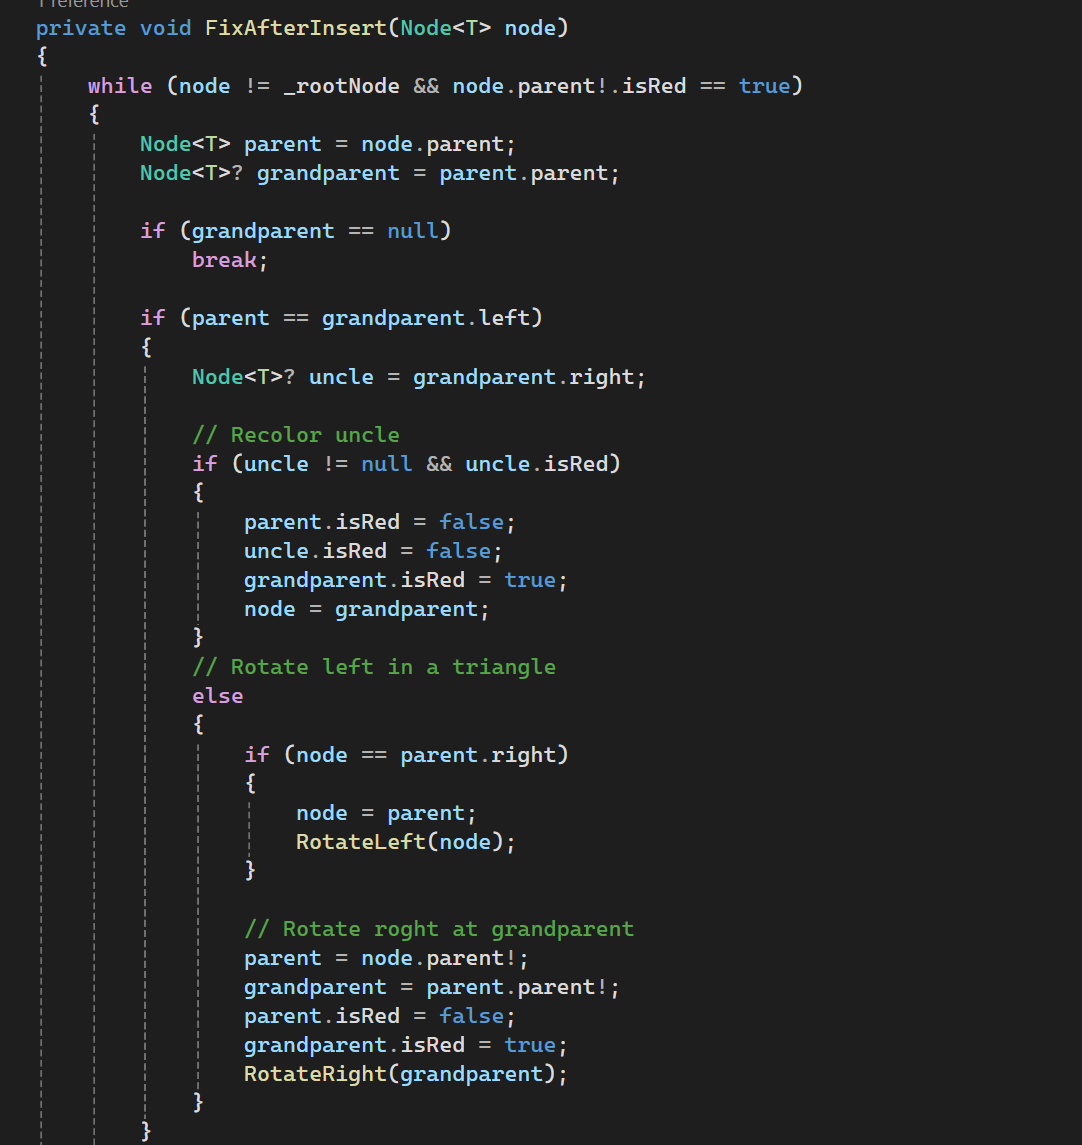 1 reference
private void FixAfterInsert(Node<T> node)
{
while (node != _rootNode && node.parent!.isRed == true)
{
Node<T> parent = node.parent;
Node<T>? grandparent = parent.parent;
if (grandparent == null)
break;
if (parent == grandparent.left)
{
Node<T>? uncle = grandparent.right;
// Recolor uncle
if (uncle != null && uncle.isRed)
{
parent.isRed = false;
uncle.isRed = false;
grandparent.isRed = true;
node = grandparent;
}
// Rotate left in a triangle
else
{
if (node == parent.right)
{
node = parent;
RotateLeft(node);
}
// Rotate roght at grandparent
parent = node.parent!;
grandparent = parent.parent!;
parent.isRed = false;
grandparent.isRed = true;
RotateRight(grandparent);
}
}